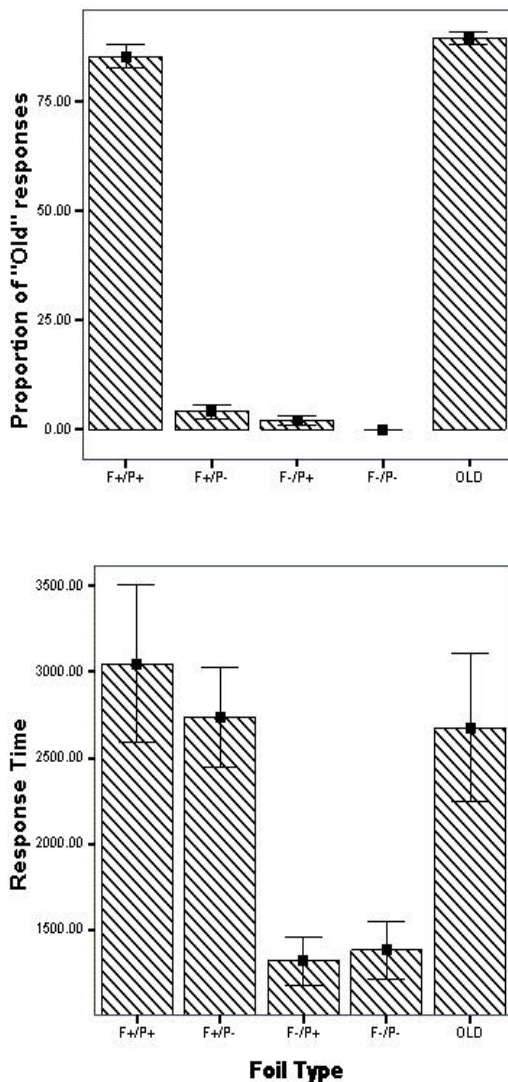 Proportion of "Old" responses
75.00
50.00
25.00
0.00
F+/P+ F+/P- F-/P+ F-/P- OLD
Response Time
3500.00
3000.00
2500.00
2000.00
1500.00
F+/P+ F+/P- F-/P+ F-/P- OLD
Foil Type